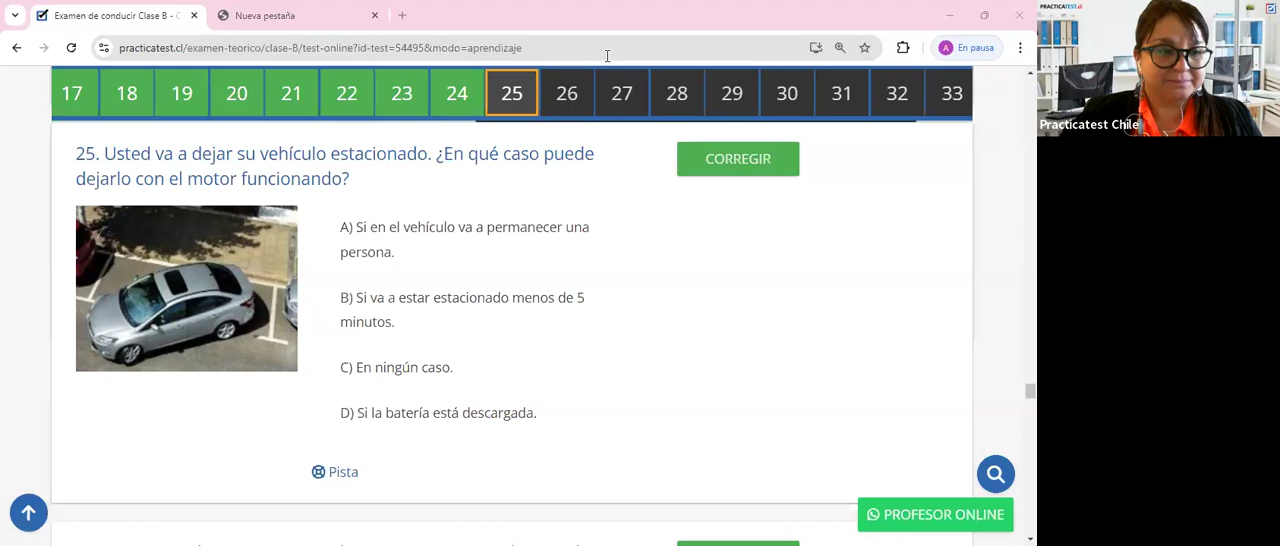 Examen de conducir Clase B - C
Nueva pestaña
practicatest.cl/examen-teorico/clase-B/test-online?id-test=54495&modo=aprendizaje
A En pausa
17 18 19 20 21 22 23 24 25 26 27 28 29 30 31 32 33
25. Usted va a dejar su vehículo estacionado. ¿En qué caso puede
dejarlo con el motor funcionando?
CORREGIR
A) Si en el vehículo va a permanecer una
persona.
B) Si va a estar estacionado menos de 5
minutos.
C) En ningún caso.
D) Si la batería está descargada.
Pista
PROFESOR ONLINE
PRACTICATEST.cl
Practicatest Chile